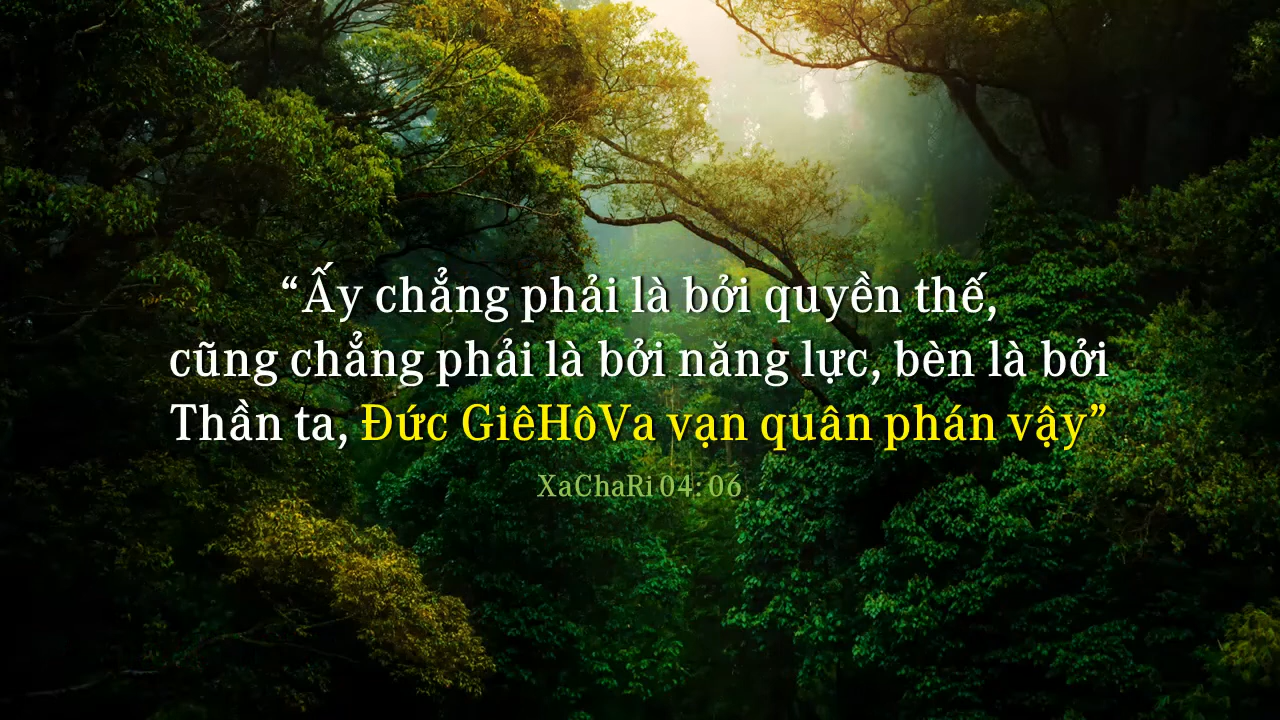 “Ấy chẳng phải là bởi quyền thế,
cũng chẳng phải là bởi năng lực, bèn là bởi
Thần ta, Đức GiêHôVa vạn quân phán vậy”
XaChaRi 04: 06